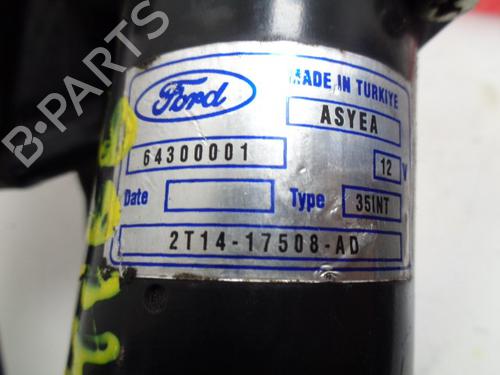 B-PARTS
Ford
MADE IN TURKIYE
ASYEA
64300001
12 V
Date
Type 35INT
2T14-17508-AD